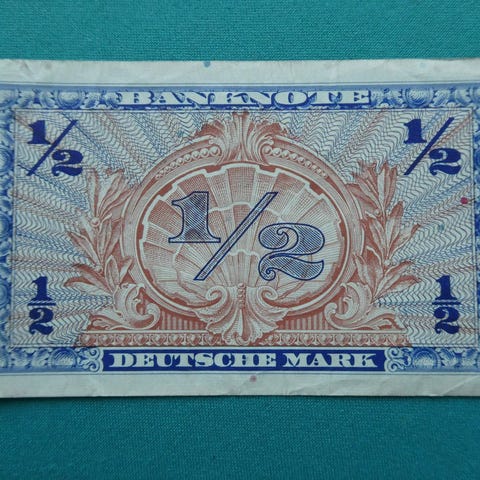 BANKNOTE
1/2 1/2
1/2
1/2 1/2
DEUTSCHE MARK